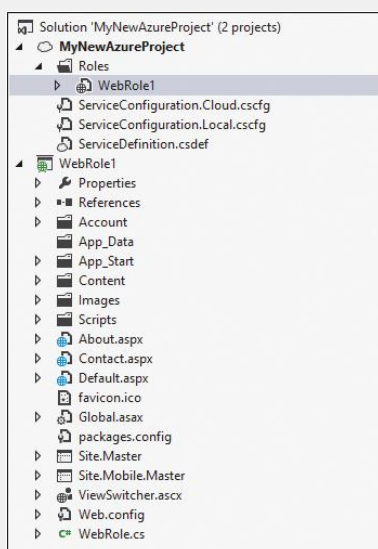 Solution 'MyNewAzureProject' (2 projects)
MyNewAzureProject
Roles
WebRole1
ServiceConfiguration.Cloud.cscfg
ServiceConfiguration.Local.cscfg
ServiceDefinition.csdef
WebRole1
Properties
References
Account
App_Data
App_Start
Content
Images
Scripts
About.aspx
Contact.aspx
Default.aspx
favicon.ico
Global.asax
packages.config
Site.Master
Site.Mobile.Master
ViewSwitcher.ascx
Web.config
C# WebRole.cs